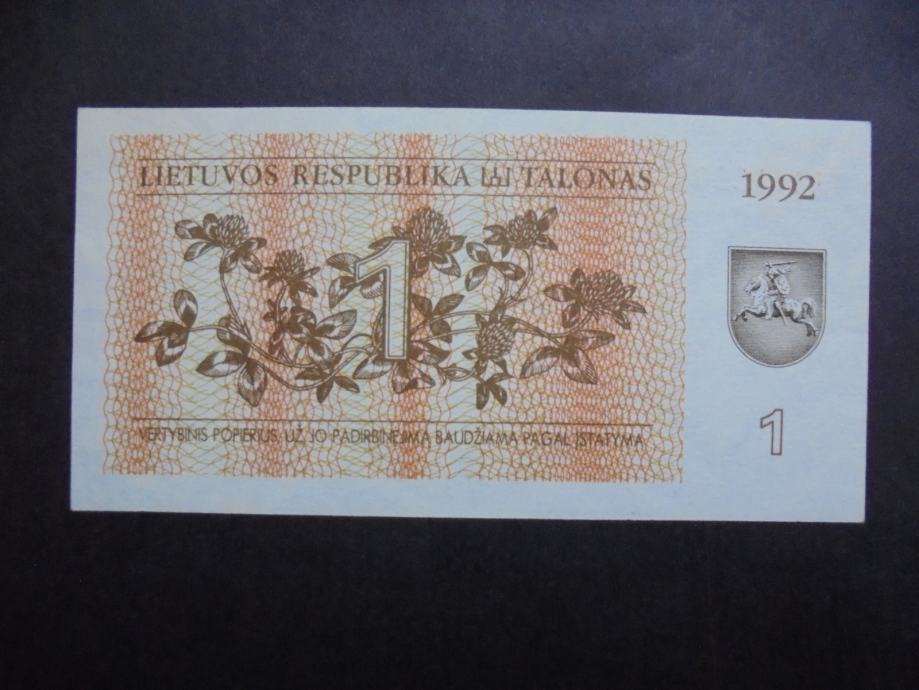 LIETUVOS RESPUBLIKA TALONAS
1992
1
VERTYBINIS POPIERIUS. UŽ JO PADIRBINĖJIMĄ BAUDŽIAMA PAGAL ĮSTATYMĄ
1